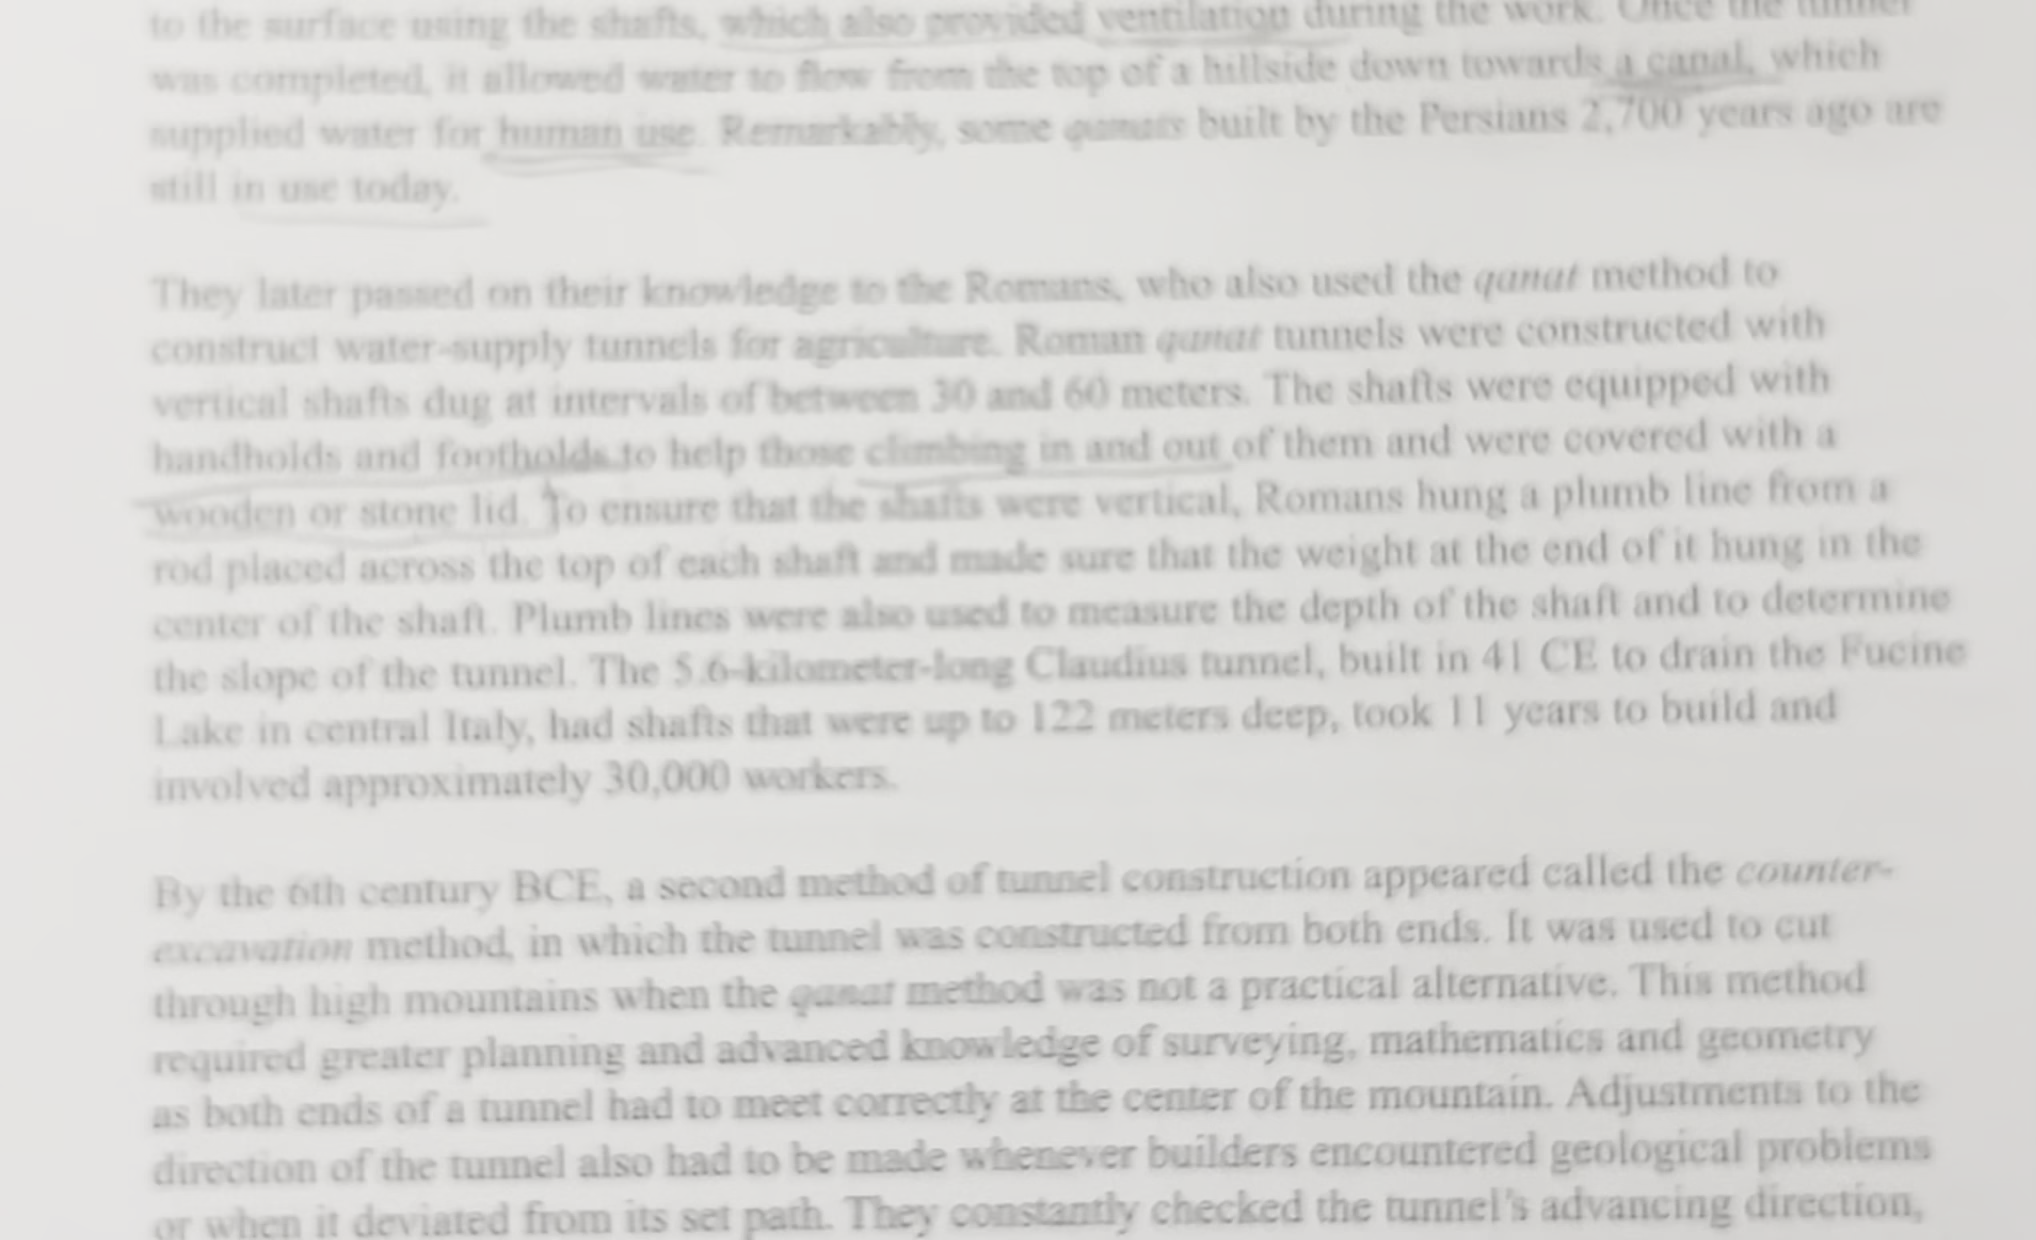 to the surface using the shafts, which also provided ventilation during the work. Once the tunnel
was completed, it allowed water to flow from the top of a hillside down towards a canal, which
supplied water for human use. Remarkably, some qanats built by the Persians 2,700 years ago are
still in use today.
They later passed on their knowledge to the Romans, who also used the qanat method to
construct water-supply tunnels for agriculture. Roman qanat tunnels were constructed with
vertical shafts dug at intervals of between 30 and 60 meters. The shafts were equipped with
handholds and footholds to help those climbing in and out of them and were covered with a
wooden or stone lid. To ensure that the shafts were vertical, Romans hung a plumb line from a
rod placed across the top of each shaft and made sure that the weight at the end of it hung in the
center of the shaft. Plumb lines were also used to measure the depth of the shaft and to determine
the slope of the tunnel. The 5.6-kilometer-long Claudius tunnel, built in 41 CE to drain the Fucine
Lake in central Italy, had shafts that were up to 122 meters deep, took 11 years to build and
involved approximately 30,000 workers.
By the 6th century BCE, a second method of tunnel construction appeared called the counter-
excavation method, in which the tunnel was constructed from both ends. It was used to cut
through high mountains when the qanat method was not a practical alternative. This method
required greater planning and advanced knowledge of surveying, mathematics and geometry
as both ends of a tunnel had to meet correctly at the center of the mountain. Adjustments to the
direction of the tunnel also had to be made whenever builders encountered geological problems
or when it deviated from its set path. They constantly checked the tunnel's advancing direction,